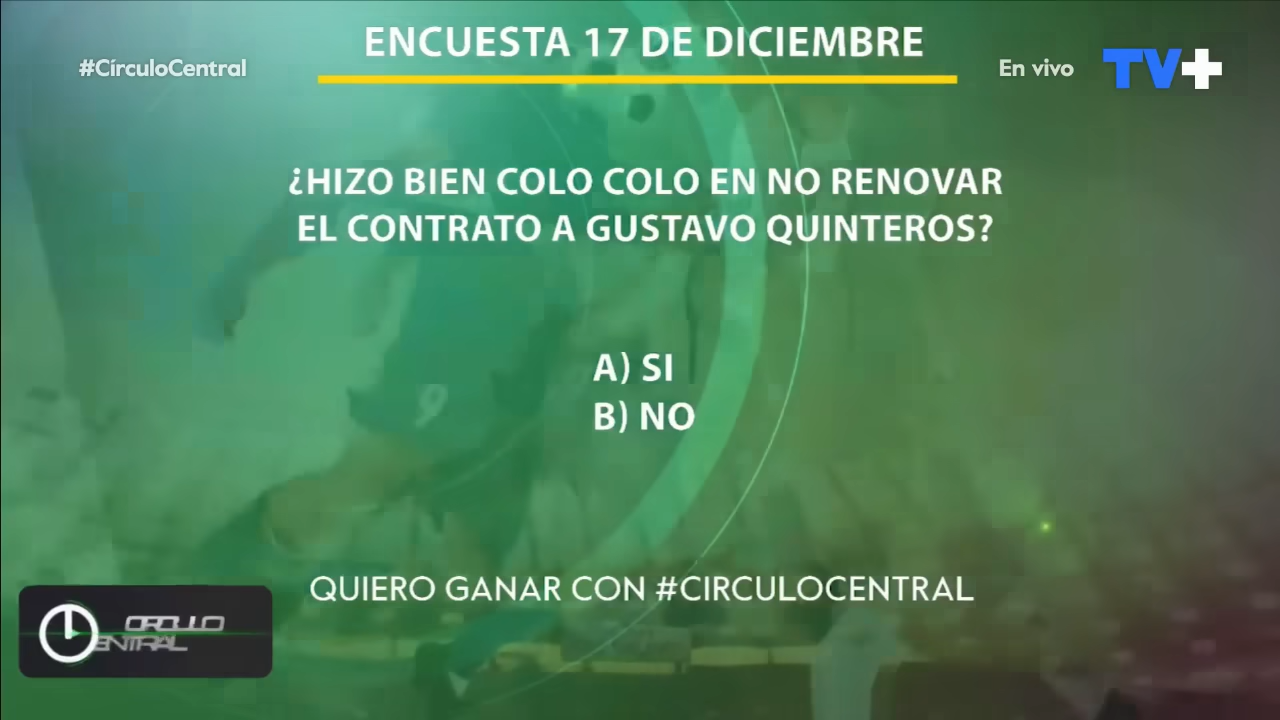 ENCUESTA 17 DE DICIEMBRE
#CírculoCentral
En vivo
TV+
¿HIZO BIEN COLO COLO EN NO RENOVAR
EL CONTRATO A GUSTAVO QUINTEROS?
A) SI
B) NO
QUIERO GANAR CON #CIRCULOCENTRAL
CIRCULO
CENTRAL